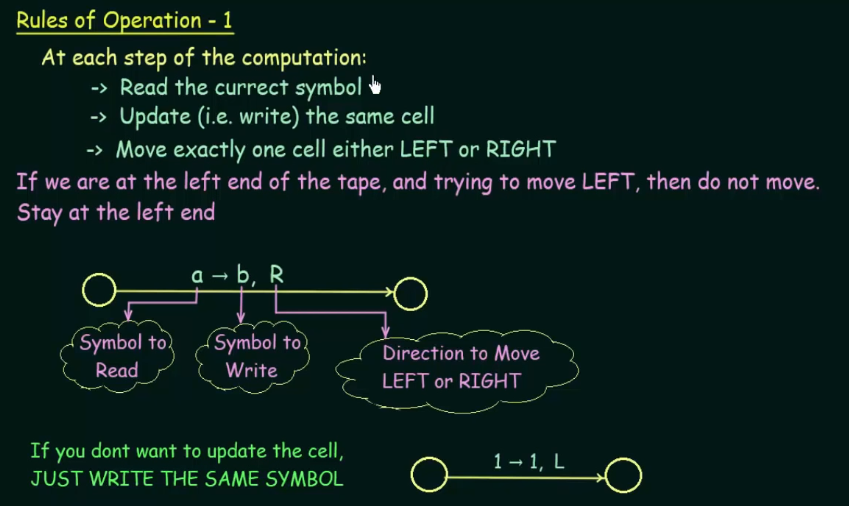 Rules of Operation - 1
At each step of the computation:
-> Read the currect symbol
-> Update (i.e. write) the same cell
-> Move exactly one cell either LEFT or RIGHT
If we are at the left end of the tape, and trying to move LEFT, then do not move.
Stay at the left end
a → b, R
Symbol to
Read
Symbol to
Write
Direction to Move
LEFT or RIGHT
If you dont want to update the cell,
JUST WRITE THE SAME SYMBOL
1 → 1, L